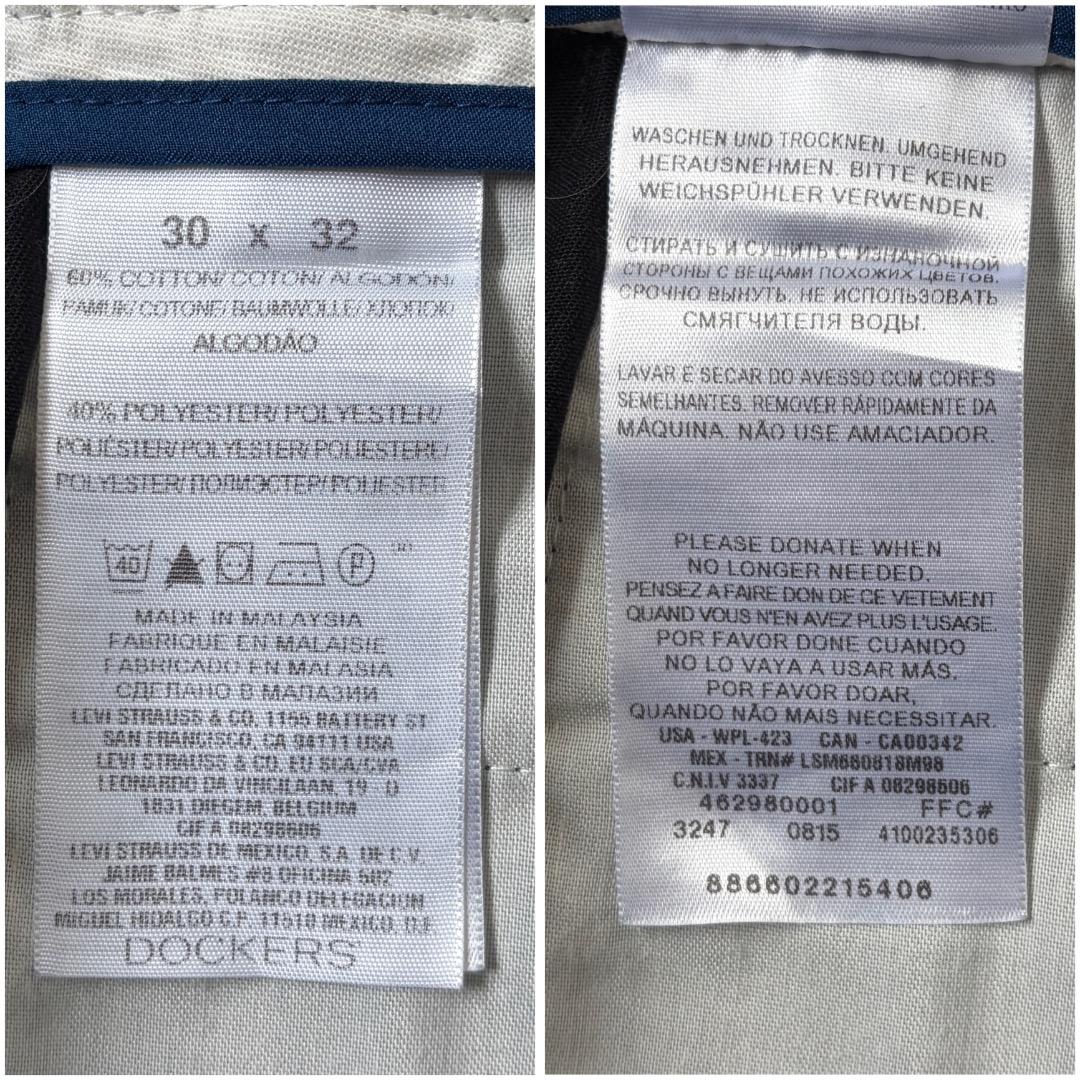 30 x 32
60% COTTON/ COTON/ ALGODÓN/
PAMUK/ COTONE/ BAUMWOLLE/ ХЛОПОК/
ALGODÃO
40% POLYESTER/ POLYESTER/
POLIÉSTER/ POLYESTER/ POLIESTERE/
POLYESTER/ ПОЛИЭСТЕР/ POLIESTER
40
P
MADE IN MALAYSIA
FABRIQUE EN MALAISIE
FABRICADO EN MALASIA
СДЕЛАНО В МАЛАЗИИ
LEVI STRAUSS & CO. 1155 BATTERY ST
SAN FRANCISCO, CA 94111 USA
LEVI STRAUSS & CO. EU SCA/CVA
LEONARDO DA VINCILAAN, 19 D
1831 DIEGEM, BELGIUM
CIF A 08298606
LEVI STRAUSS DE MEXICO, S.A. DE C.V.
JAIME BALMES #8 OFICINA 502
LOS MORALES, POLANCO DELEGACION
MIGUEL HIDALGO C.P. 11510 MEXICO, D.F.
DOCKERS
WASCHEN UND TROCKNEN. UMGEHEND
HERAUSNEHMEN. BITTE KEINE
WEICHSPÜHLER VERWENDEN.
СТИРАТЬ И СУШИТЬ С ИЗНАНОЧНОЙ
СТОРОНЫ С ВЕЩАМИ ПОХОЖИХ ЦВЕТОВ.
СРОЧНО ВЫНУТЬ. НЕ ИСПОЛЬЗОВАТЬ
СМЯГЧИТЕЛЯ ВОДЫ.
LAVAR E SECAR DO AVESSO COM CORES
SEMELHANTES. REMOVER RÁPIDAMENTE DA
MÁQUINA. NÃO USE AMACIADOR.
PLEASE DONATE WHEN
NO LONGER NEEDED.
PENSEZ A FAIRE DON DE CE VETEMENT
QUAND VOUS N'EN AVEZ PLUS L'USAGE.
POR FAVOR DONE CUANDO
NO LO VAYA A USAR MÁS.
POR FAVOR DOAR,
QUANDO NÃO MAIS NECESSITAR.
USA - WPL-423 CAN - CA00342
MEX - TRN# LSM680818M98
C.N.I.V 3337 CIF A 08298606
462980001 FFC#
3247 0815 4100235306
886602215406